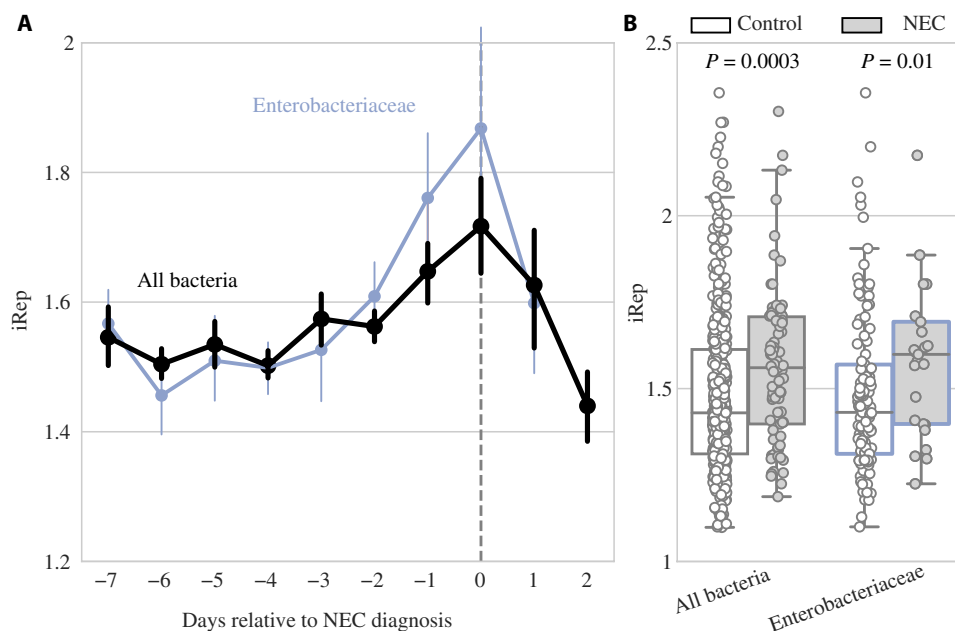 A
2
1.8
1.6
1.4
1.2
iRep
Enterobacteriaceae
All bacteria
−7 −6 −5 −4 −3 −2 −1 0 1 2
Days relative to NEC diagnosis
B
Control NEC
P = 0.0003 P = 0.01
2.5
2
1.5
1
iRep
All bacteria
Enterobacteriaceae